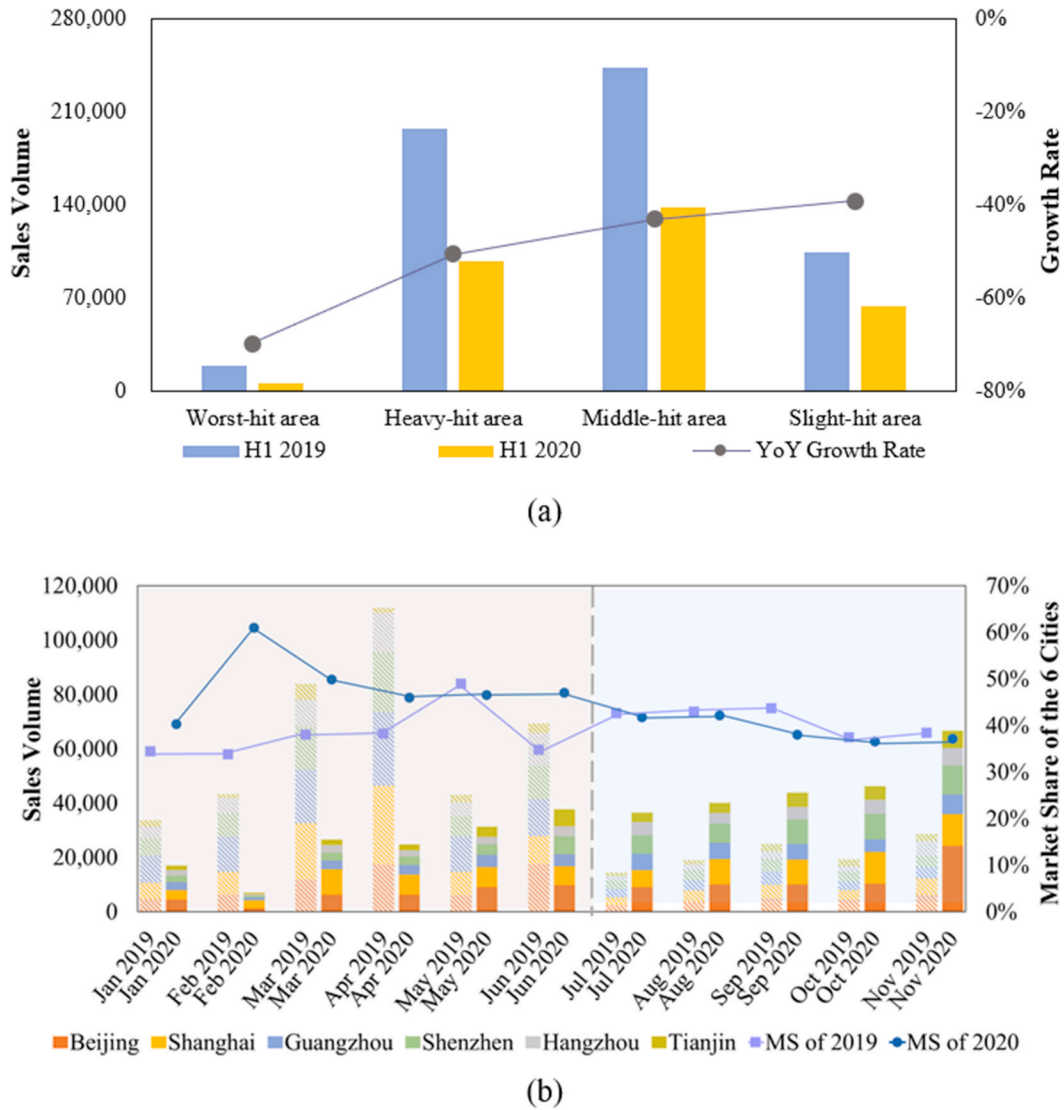 280,000
210,000
140,000
70,000
0
Sales Volume
0%
-20%
-40%
-60%
-80%
Growth Rate
Worst-hit area Heavy-hit area Middle-hit area Slight-hit area
H1 2019 H1 2020 YoY Growth Rate
(a)
120,000
100,000
80,000
60,000
40,000
20,000
0
Sales Volume
70%
60%
50%
40%
30%
20%
10%
0%
Market Share of the 6 Cities
Jan 2019
Jan 2020
Feb 2019
Feb 2020
Mar 2019
Mar 2020
Apr 2019
Apr 2020
May 2019
May 2020
Jun 2019
Jun 2020
Jul 2019
Jul 2020
Aug 2019
Aug 2020
Sep 2019
Sep 2020
Oct 2019
Oct 2020
Nov 2019
Nov 2020
Beijing Shanghai Guangzhou Shenzhen Hangzhou Tianjin MS of 2019 MS of 2020
(b)